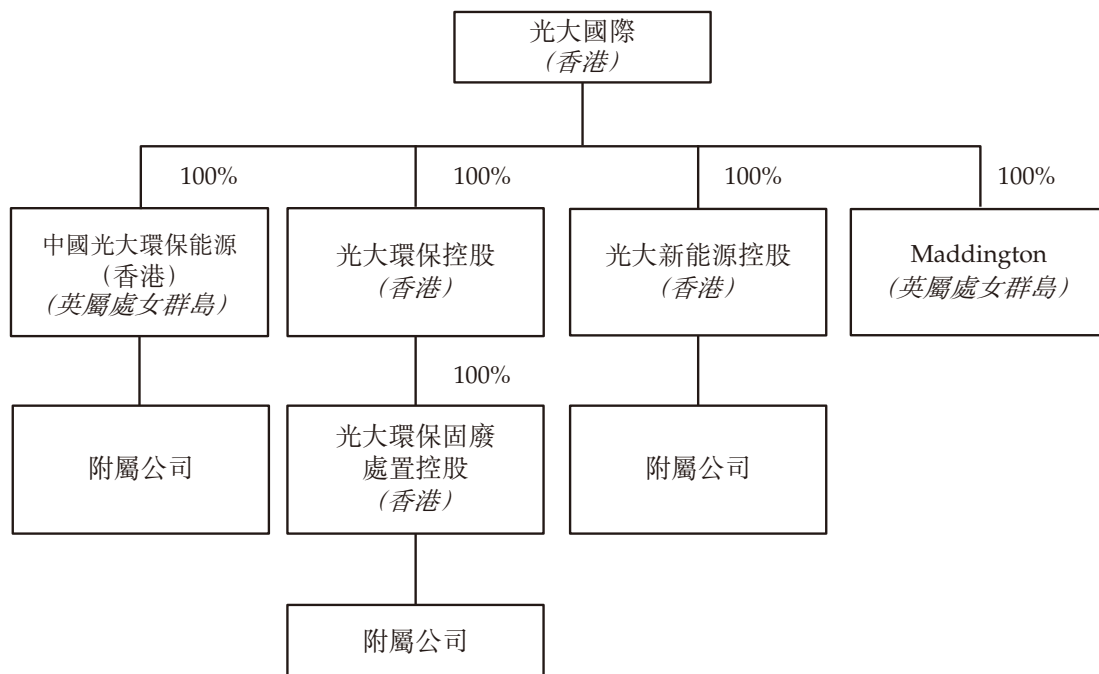 光大國際
（香港）
100%
100%
100%
100%
中國光大環保能源
（香港）
（英屬處女群島）
光大環保控股
（香港）
光大新能源控股
（香港）
Maddington
（英屬處女群島）
100%
附屬公司
光大環保固廢
處置控股
（香港）
附屬公司
附屬公司